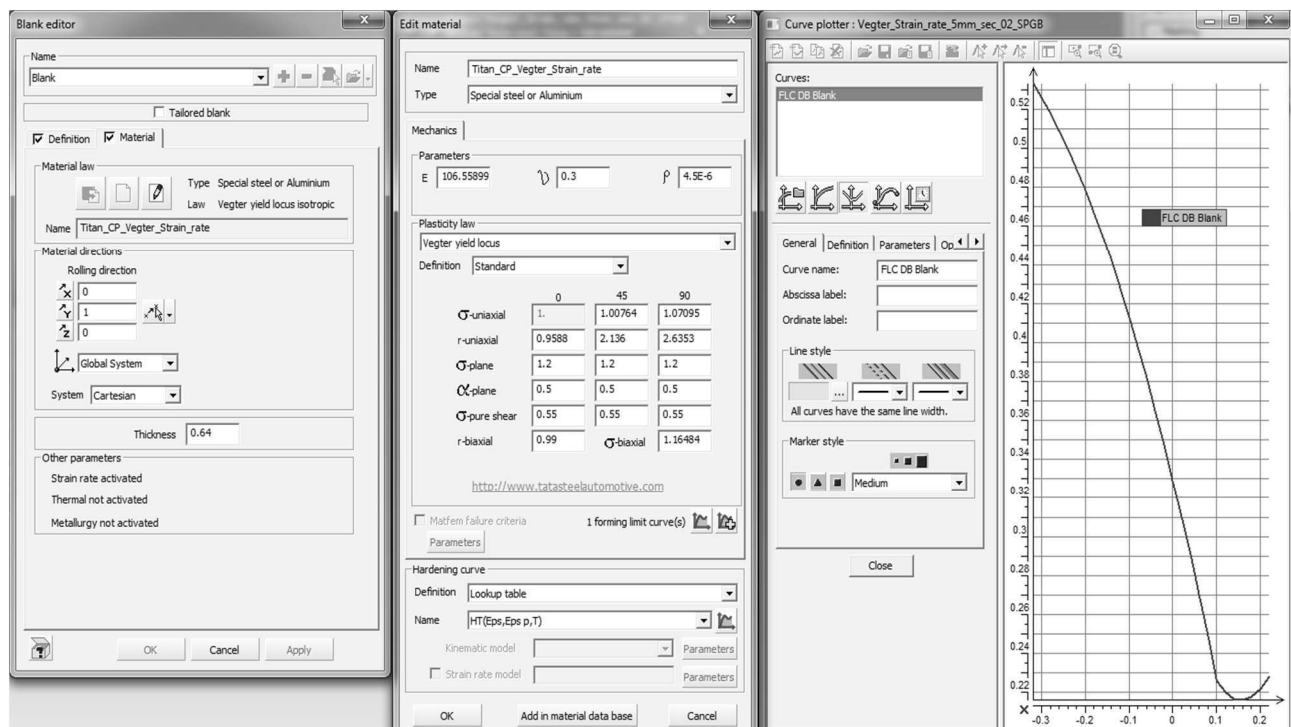 Blank editor
Name
Blank
Tailored blank
Definition Material
Material law
Type Special steel or Aluminium
Law Vegter yield locus isotropic
Name Titan_CP_Vegter_Strain_rate
Material directions
Rolling direction
X 0
Y 1
Z 0
Global System
System Cartesian
Thickness 0.64
Other parameters
Strain rate activated
Thermal not activated
Metallurgy not activated
OK Cancel Apply
Edit material
Name Titan_CP_Vegter_Strain_rate
Type Special steel or Aluminium
Mechanics
Parameters
E 106.55899 υ 0.3 ρ 4.5E-6
Plasticity law
Vegter yield locus
Definition Standard
0 45 90
σ-uniaxial 1. 1.00764 1.07095
r-uniaxial 0.9588 2.136 2.6353
σ-plane 1.2 1.2 1.2
α-plane 0.5 0.5 0.5
σ-pure shear 0.55 0.55 0.55
r-biaxial 0.99 σ-biaxial 1.16484
http://www.tatasteelautomotive.com
Matfem failure criteria 1 forming limit curve(s)
Parameters
Hardening curve
Definition Lookup table
Name HT(Eps,Eps p,T)
Kinematic model Parameters
Strain rate model Parameters
OK Add in material data base Cancel
Curve plotter : Vegter_Strain_rate_5mm_sec_02_SPGB
Curves:
FLC DB Blank
General Definition Parameters Op
Curve name: FLC DB Blank
Abscissa label:
Ordinate label:
Line style
...
All curves have the same line width.
Marker style
Medium
Close
0.52
0.5
0.48
0.46
FLC DB Blank
0.44
0.42
0.4
0.38
0.36
0.34
0.32
0.3
0.28
0.26
0.24
0.22
-0.3 -0.2 -0.1 0 0.1 0.2